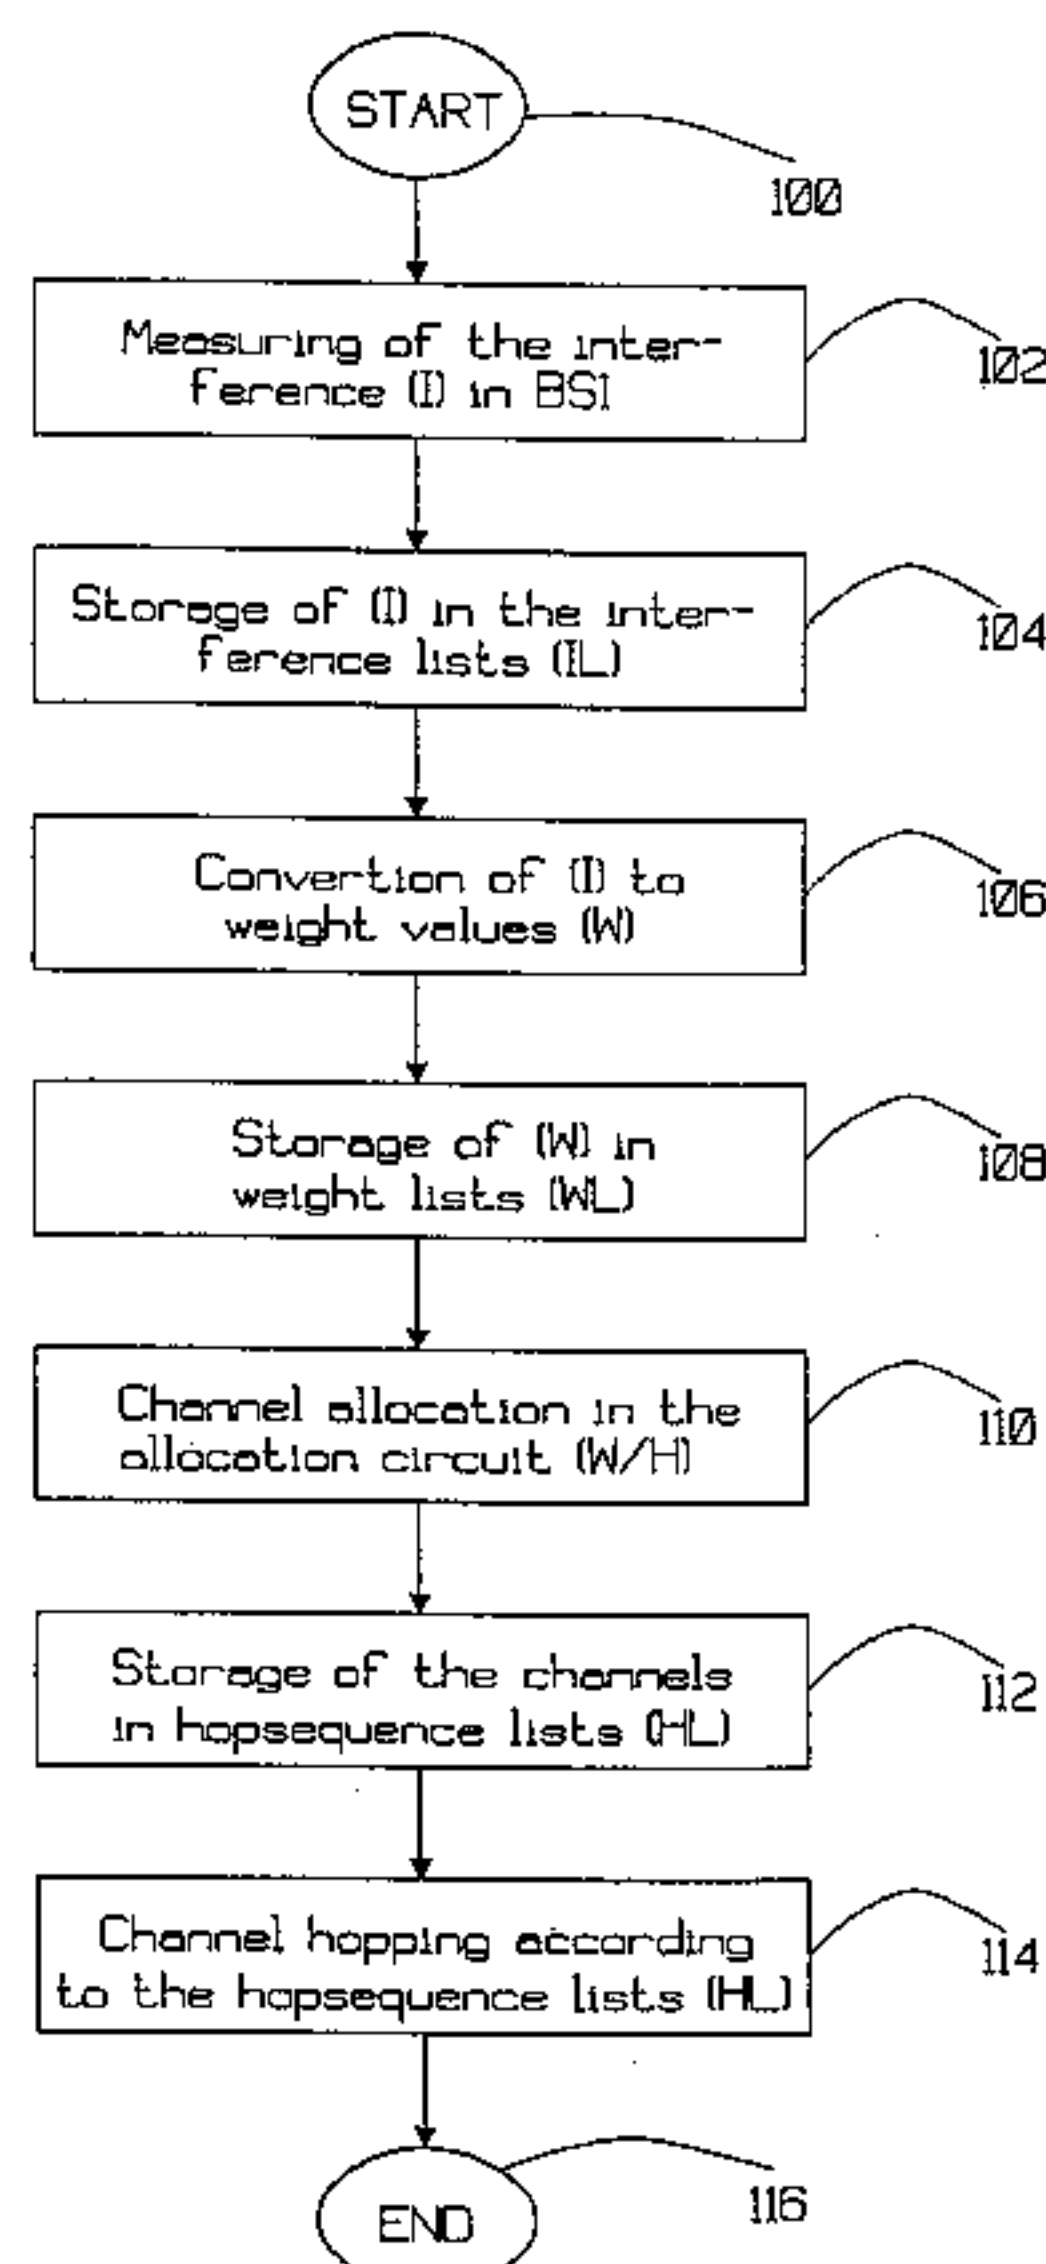 START
100
Measuring of the inter-
ference (I) in BS1
102
Storage of (I) in the inter-
ference lists (IL)
104
Convertion of (I) to
weight values (W)
106
Storage of (W) in
weight lists (WL)
108
Channel allocation in the
allocation circuit (W/H)
110
Storage of the channels
in hopsequence lists (HL)
112
Channel hopping according
to the hopsequence lists (HL)
114
END
116